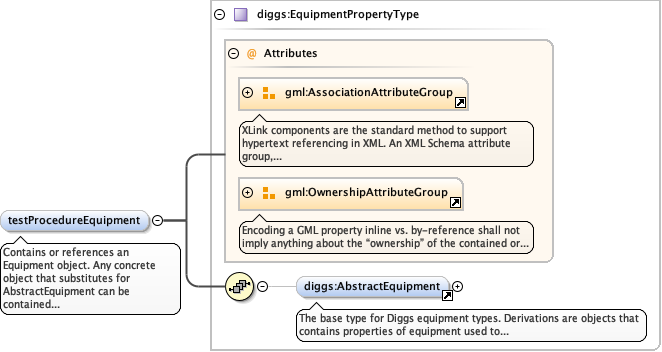 diggs:EquipmentPropertyType
@ Attributes
gml:AssociationAttributeGroup
XLink components are the standard method to support
hypertext referencing in XML. An XML Schema attribute
group,...
gml:OwnershipAttributeGroup
Encoding a GML property inline vs. by-reference shall not
imply anything about the “ownership” of the contained or...
testProcedureEquipment
Contains or references an
Equipment object. Any concrete
object that substitutes for
AbstractEquipment can be
contained...
diggs:AbstractEquipment
The base type for Diggs equipment types. Derivations are objects that
contains properties of equipment used to...